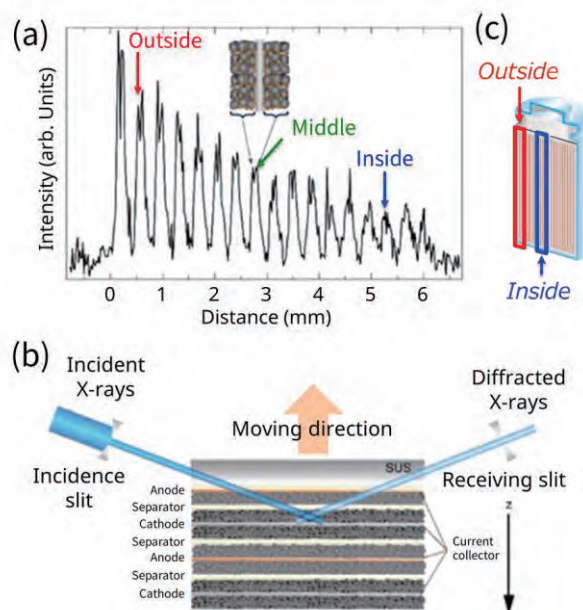 (a)
Intensity (arb. Units)
Outside
Middle
Inside
0 1 2 3 4 5 6
Distance (mm)
(c)
Outside
Inside
(b)
Incident
X-rays
Incidence
slit
Moving direction
Diffracted
X-rays
Receiving slit
SUS
z
Anode
Separator
Cathode
Separator
Anode
Separator
Cathode
Current
collector